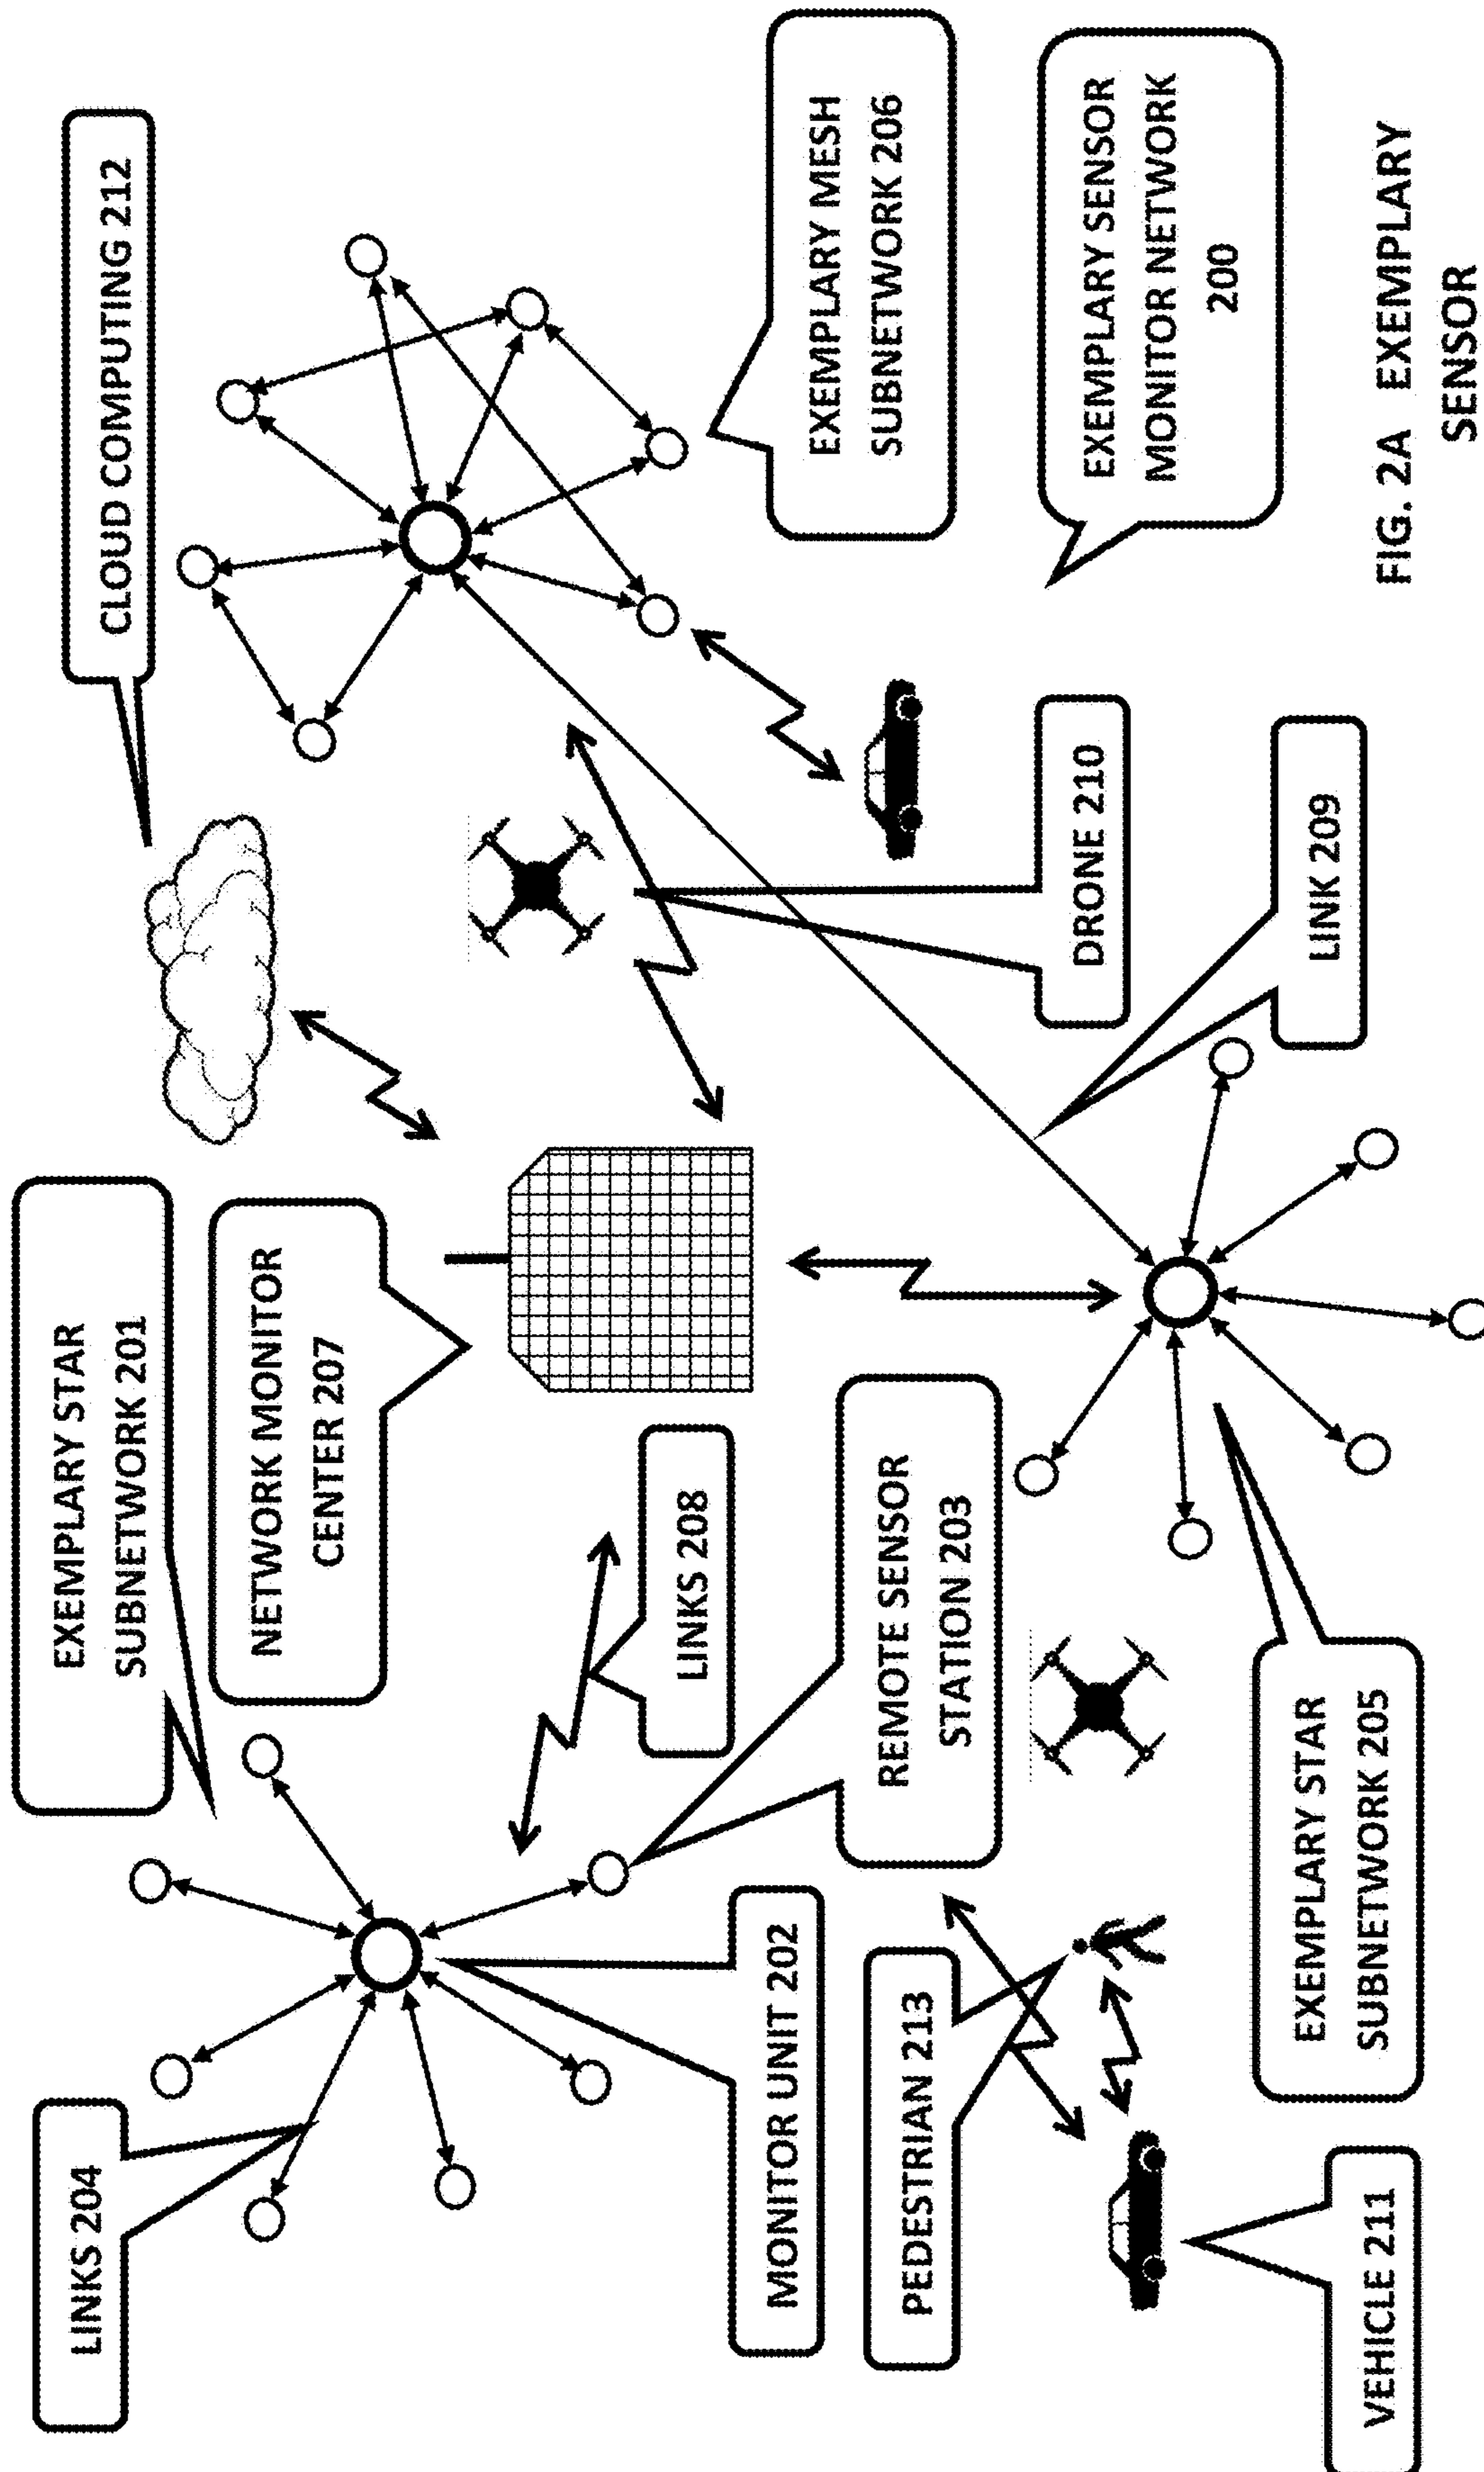 LINKS 204
EXEMPLARY STAR
SUBNETWORK 201
CLOUD COMPUTING 212
NETWORK MONITOR
CENTER 207
LINKS 208
MONITOR UNIT 202
REMOTE SENSOR
STATION 203
EXEMPLARY MESH
SUBNETWORK 206
PEDESTRIAN 213
DRONE 210
EXEMPLARY SENSOR
MONITOR NETWORK
200
VEHICLE 211
EXEMPLARY STAR
SUBNETWORK 205
LINK 209
FIG. 2A EXEMPLARY
SENSOR